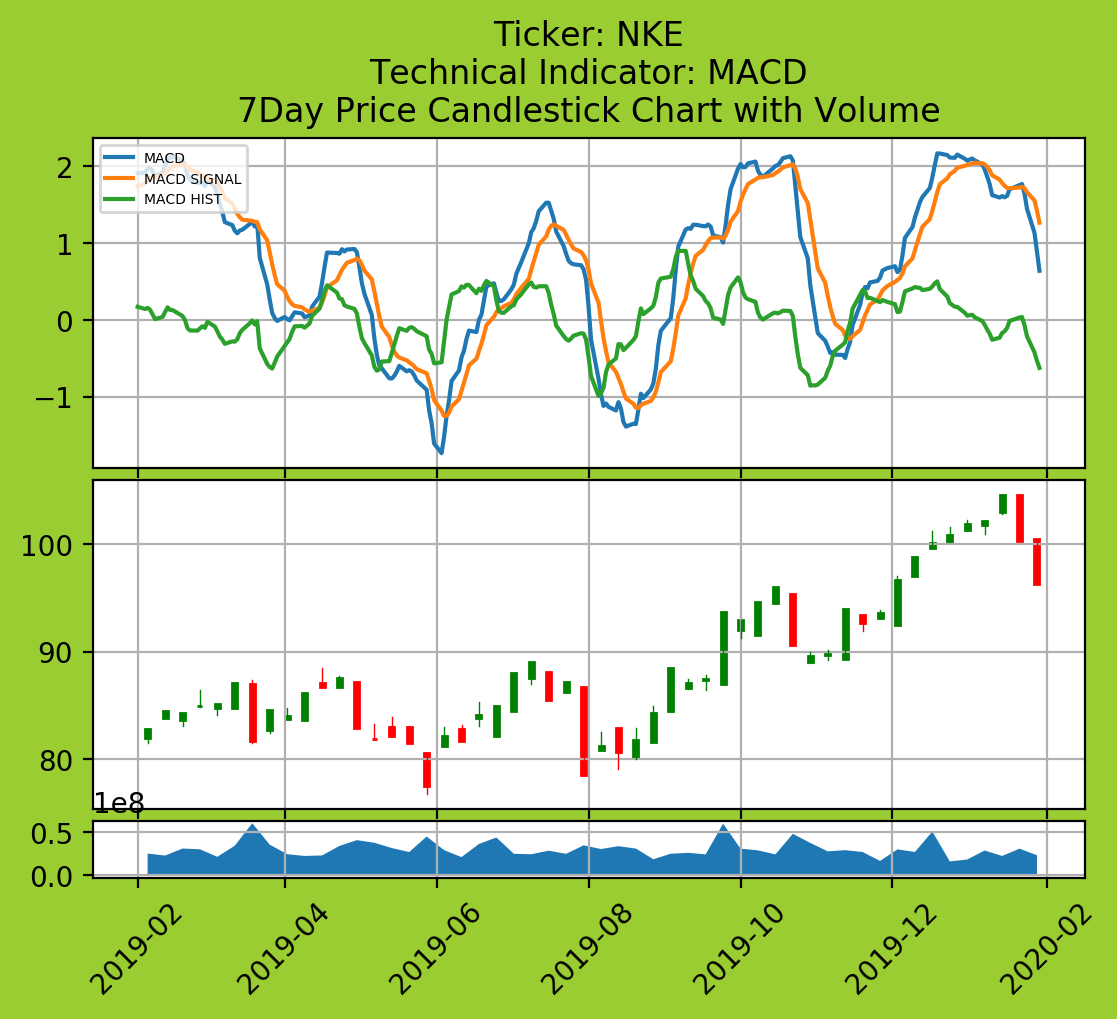 Ticker: NKE
Technical Indicator: MACD
7Day Price Candlestick Chart with Volume
MACD
MACD SIGNAL
MACD HIST
2
1
0
−1
100
90
80
1e8
0.5
0.0
2019-02
2019-04
2019-06
2019-08
2019-10
2019-12
2020-02